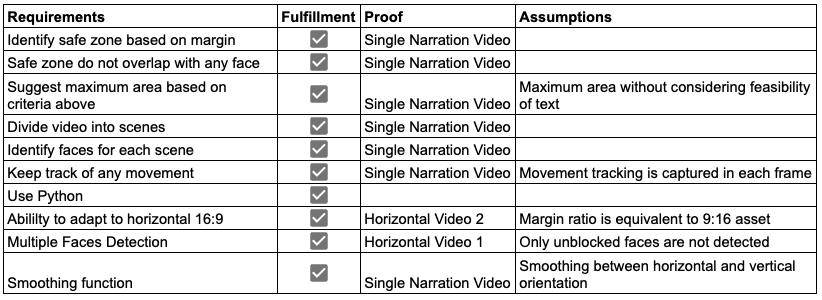 Requirements Fulfillment Proof Assumptions
Identify safe zone based on margin Single Narration Video
Safe zone do not overlap with any face Single Narration Video
Suggest maximum area based on
criteria above Single Narration Video Maximum area without considering feasibility
of text
Divide video into scenes Single Narration Video
Identify faces for each scene Single Narration Video
Keep track of any movement Single Narration Video Movement tracking is captured in each frame
Use Python
Abililty to adapt to horizontal 16:9 Horizontal Video 2 Margin ratio is equivalent to 9:16 asset
Multiple Faces Detection Horizontal Video 1 Only unblocked faces are not detected
Smoothing function Single Narration Video Smoothing between horizontal and vertical
orientation